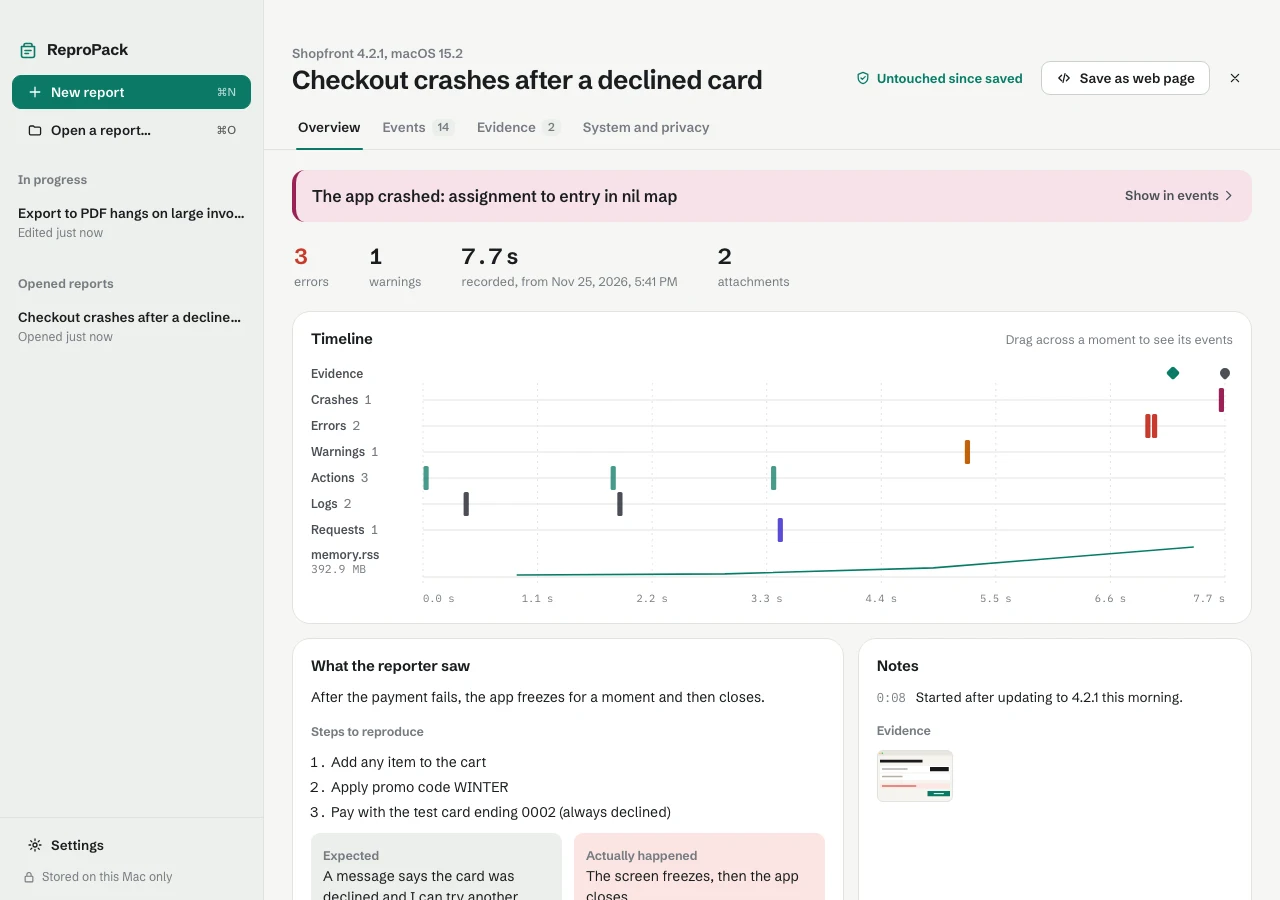 ReproPack
New report ⌘N
Open a report... ⌘O
In progress
Export to PDF hangs on large invo...
Edited just now
Opened reports
Checkout crashes after a decline...
Opened just now
Settings
Stored on this Mac only
Shopfront 4.2.1, macOS 15.2
Checkout crashes after a declined card
Untouched since saved
Save as web page
Overview
Events 14
Evidence 2
System and privacy
The app crashed: assignment to entry in nil map
Show in events
3 errors
1 warnings
7.7 s recorded, from Nov 25, 2026, 5:41 PM
2 attachments
Timeline
Drag across a moment to see its events
Evidence
Crashes 1
Errors 2
Warnings 1
Actions 3
Logs 2
Requests 1
memory.rss
392.9 MB
0.0 s 1.1 s 2.2 s 3.3 s 4.4 s 5.5 s 6.6 s 7.7 s
What the reporter saw
After the payment fails, the app freezes for a moment and then closes.
Steps to reproduce
1. Add any item to the cart
2. Apply promo code WINTER
3. Pay with the test card ending 0002 (always declined)
Expected
A message says the card was
declined and I can try another
Actually happened
The screen freezes, then the app
closes.
Notes
0:08 Started after updating to 4.2.1 this morning.
Evidence